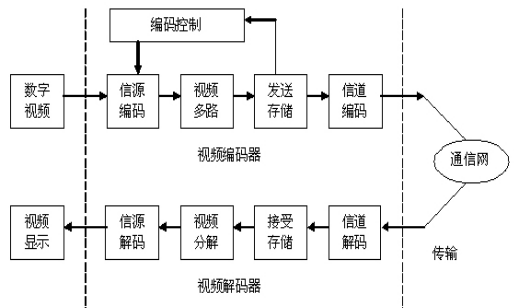 编码控制
数字
视频
信源
编码
视频
多路
发送
存储
信道
编码
视频编码器
通信网
视频
显示
信源
解码
视频
分解
接受
存储
信道
解码
传输
视频解码器